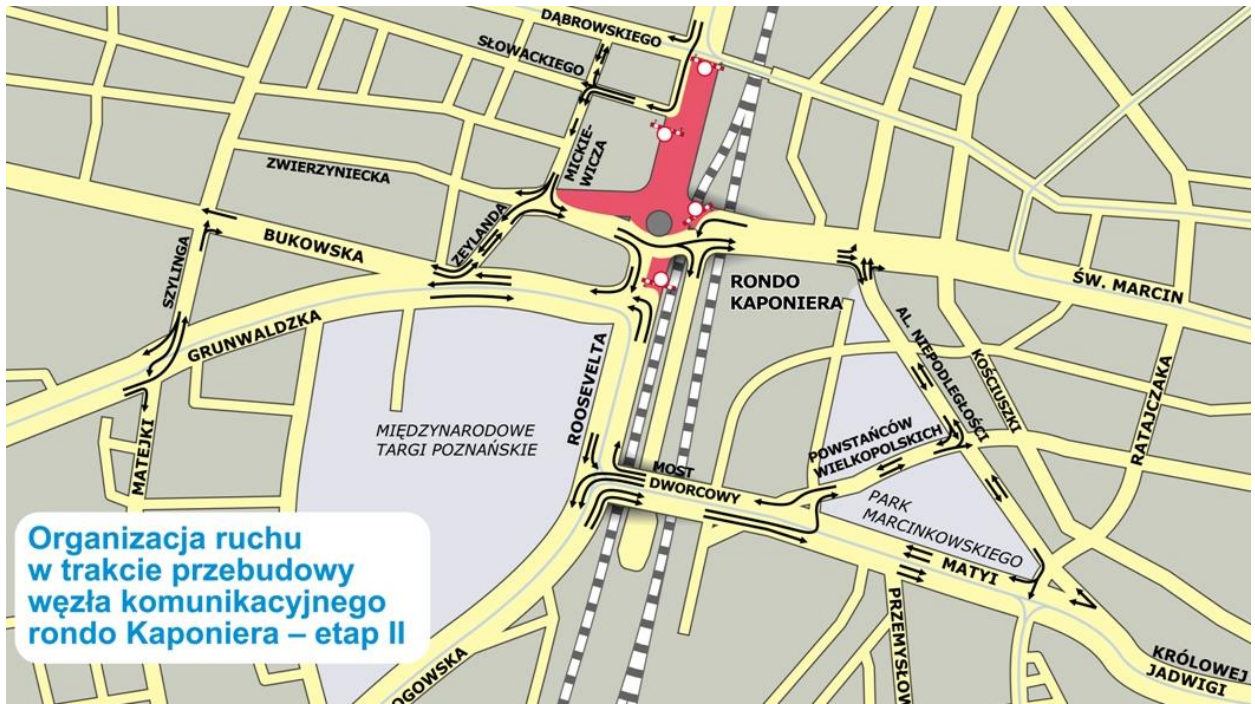 DĄBROWSKIEGO
SŁOWACKIEGO
MICKIE-
WICZA
ZWIERZYNIECKA
ZEYLANDA
BUKOWSKA
SZYLINGA
RONDO
KAPONIERA
ŚW. MARCIN
GRUNWALDZKA
AL. NIEPODLEGŁOŚCI
KOŚCIUSZKI
RATAJCZAKA
ROOSEVELTA
MATEJKI
MIĘDZYNARODOWE
TARGI POZNAŃSKIE
POWSTAŃCÓW
WIELKOPOLSKICH
MOST
DWORCOWY
PARK
MARCINKOWSKIEGO
MATYI
PRZEMYSŁOW
KRÓLOWEJ
JADWIGI
OGOWSKA
Organizacja ruchu
w trakcie przebudowy
węzła komunikacyjnego
rondo Kaponiera – etap II